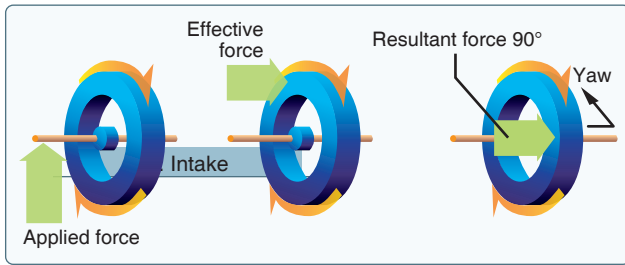 Effective
force
Resultant force 90°
Yaw
. Intake
Applied force